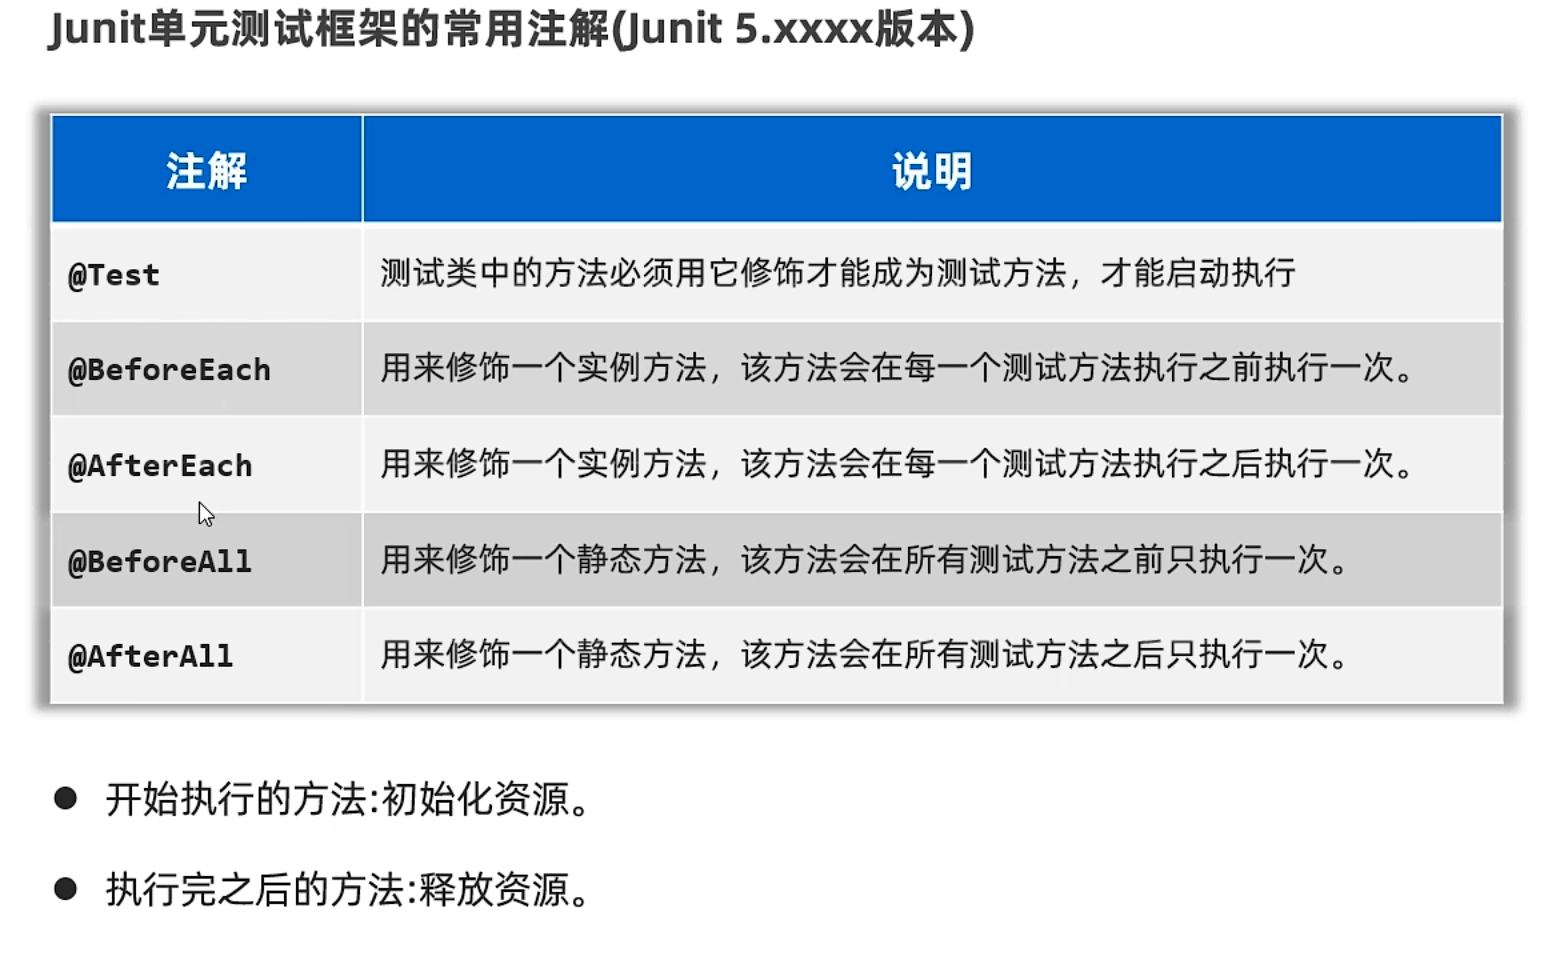 Junit单元测试框架的常用注解(Junit 5.xxxx版本)
注解 说明
@Test 测试类中的方法必须用它修饰才能成为测试方法，才能启动执行
@BeforeEach 用来修饰一个实例方法，该方法会在每一个测试方法执行之前执行一次。
@AfterEach 用来修饰一个实例方法，该方法会在每一个测试方法执行之后执行一次。
@BeforeAll 用来修饰一个静态方法，该方法会在所有测试方法之前只执行一次。
@AfterAll 用来修饰一个静态方法，该方法会在所有测试方法之后只执行一次。
● 开始执行的方法:初始化资源。
● 执行完之后的方法:释放资源。